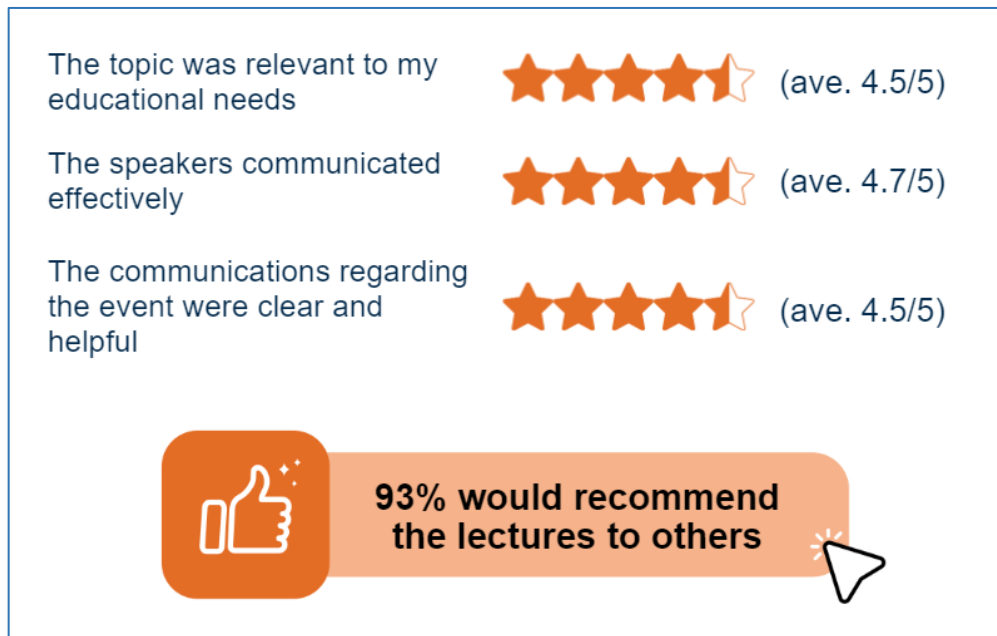 The topic was relevant to my
educational needs
(ave. 4.5/5)
The speakers communicated
effectively
(ave. 4.7/5)
The communications regarding
the event were clear and
helpful
(ave. 4.5/5)
93% would recommend
the lectures to others